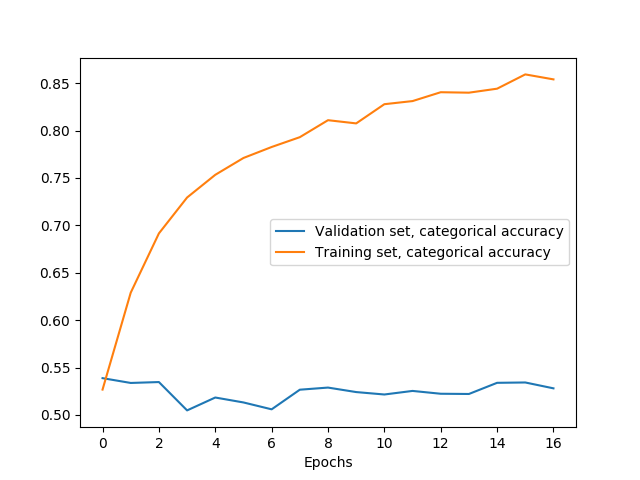 0.85
0.80
0.75
0.70
0.65
0.60
0.55
0.50
Validation set, categorical accuracy
Training set, categorical accuracy
0 2 4 6 8 10 12 14 16
Epochs